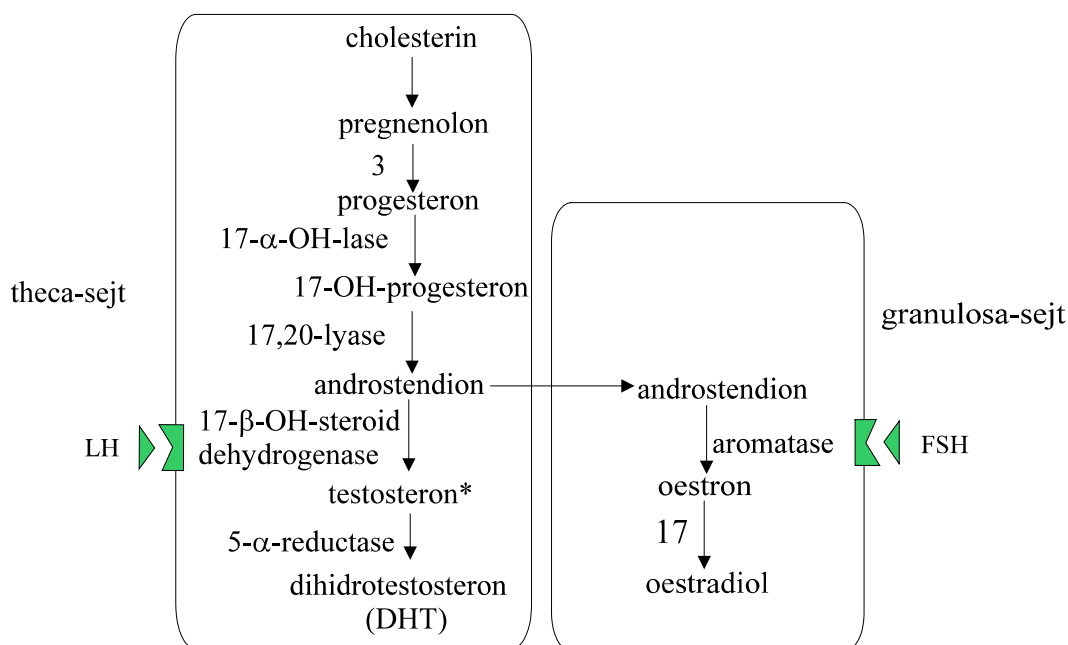 cholesterin
pregnenolon
3
progesteron
17-α-OH-lase
17-OH-progesteron
theca-sejt
17,20-lyase
androstendion
17-β-OH-steroid
dehydrogenase
LH
testosteron*
5-α-reductase
dihidrotestosteron
(DHT)
granulosa-sejt
androstendion
aromatase
FSH
oestron
17
oestradiol